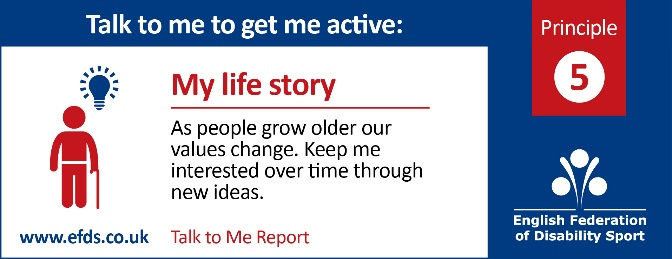 Talk to me to get me active:
Principle
5
My life story
As people grow older our
values change. Keep me
interested over time through
new ideas.
www.efds.co.uk
Talk to Me Report
English Federation
of Disability Sport